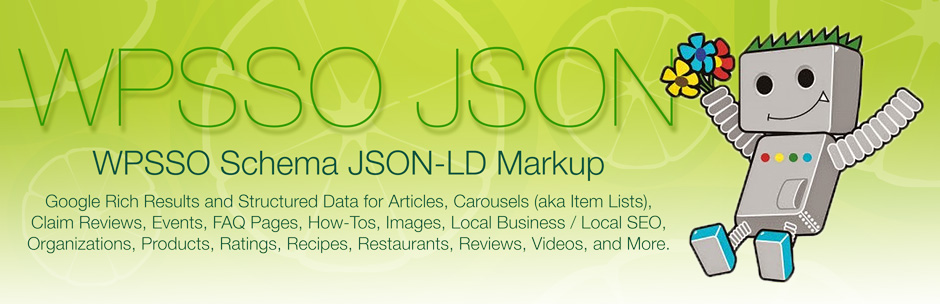 WPSSO JSON
WPSSO Schema JSON-LD Markup
Google Rich Results and Structured Data for Articles, Carousels (aka Item Lists),
Claim Reviews, Events, FAQ Pages, How-Tos, Images, Local Business / Local SEO,
Organizations, Products, Ratings, Recipes, Restaurants, Reviews, Videos, and More.